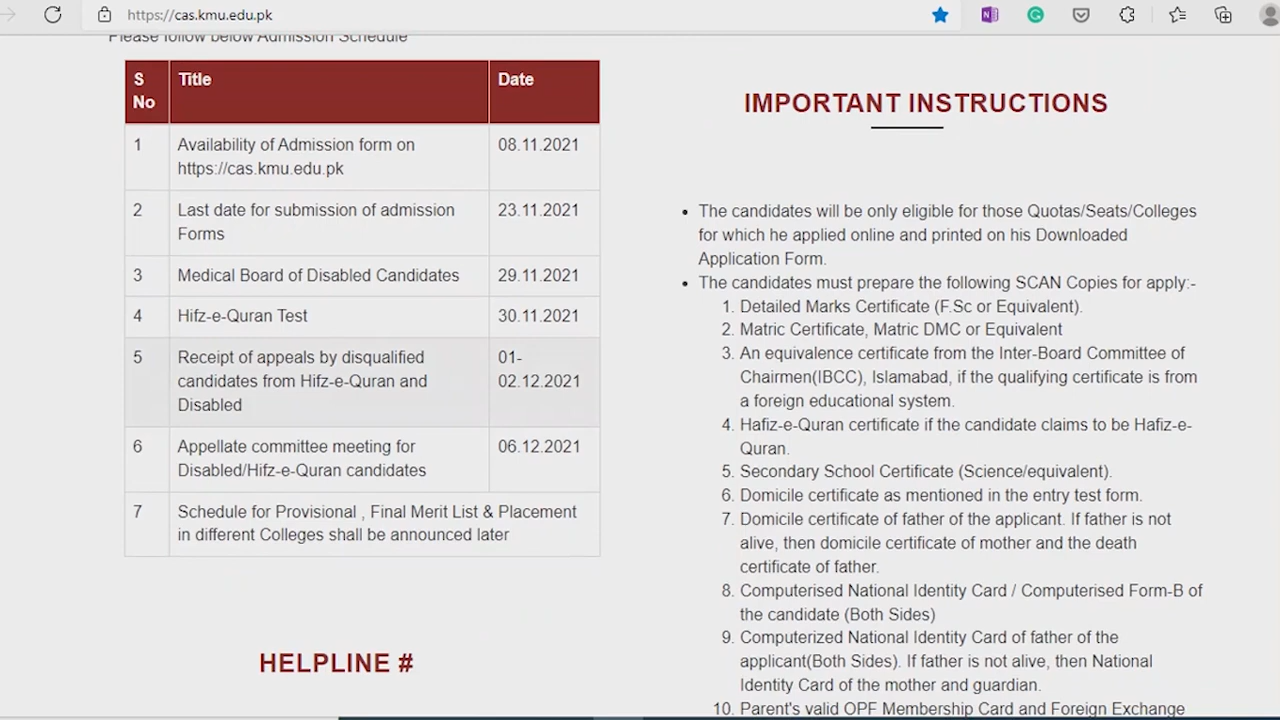 https://cas.kmu.edu.pk
Please follow below Admission Schedule
S No Title Date
1 Availability of Admission form on 08.11.2021
https://cas.kmu.edu.pk
2 Last date for submission of admission 23.11.2021
Forms
3 Medical Board of Disabled Candidates 29.11.2021
4 Hifz-e-Quran Test 30.11.2021
5 Receipt of appeals by disqualified 01-
candidates from Hifz-e-Quran and 02.12.2021
Disabled
6 Appellate committee meeting for 06.12.2021
Disabled/Hifz-e-Quran candidates
7 Schedule for Provisional , Final Merit List & Placement
in different Colleges shall be announced later
HELPLINE #
IMPORTANT INSTRUCTIONS
• The candidates will be only eligible for those Quotas/Seats/Colleges
for which he applied online and printed on his Downloaded
Application Form.
• The candidates must prepare the following SCAN Copies for apply:-
1. Detailed Marks Certificate (F.Sc or Equivalent).
2. Matric Certificate, Matric DMC or Equivalent
3. An equivalence certificate from the Inter-Board Committee of
Chairmen(IBCC), Islamabad, if the qualifying certificate is from
a foreign educational system.
4. Hafiz-e-Quran certificate if the candidate claims to be Hafiz-e-
Quran.
5. Secondary School Certificate (Science/equivalent).
6. Domicile certificate as mentioned in the entry test form.
7. Domicile certificate of father of the applicant. If father is not
alive, then domicile certificate of mother and the death
certificate of father.
8. Computerised National Identity Card / Computerised Form-B of
the candidate (Both Sides)
9. Computerized National Identity Card of father of the
applicant(Both Sides). If father is not alive, then National
Identity Card of the mother and guardian.
10. Parent's valid OPF Membership Card and Foreign Exchange